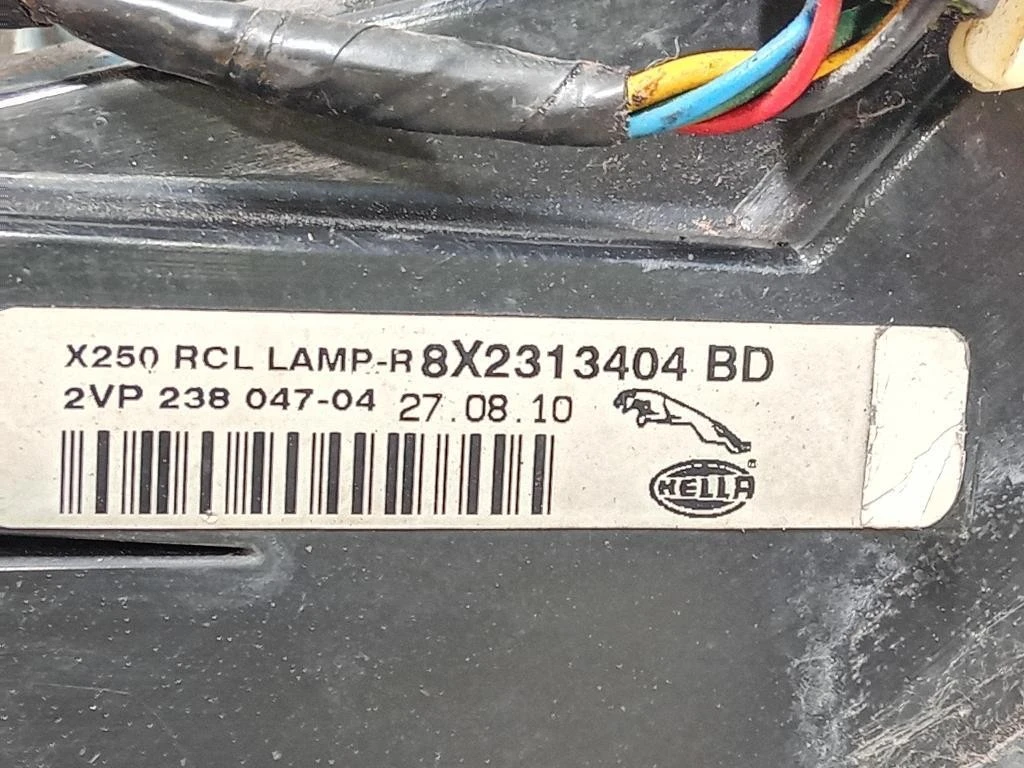 X250 RCL LAMP-R 8X2313404 BD
2VP 238 047-04 27.08.10
HELLA